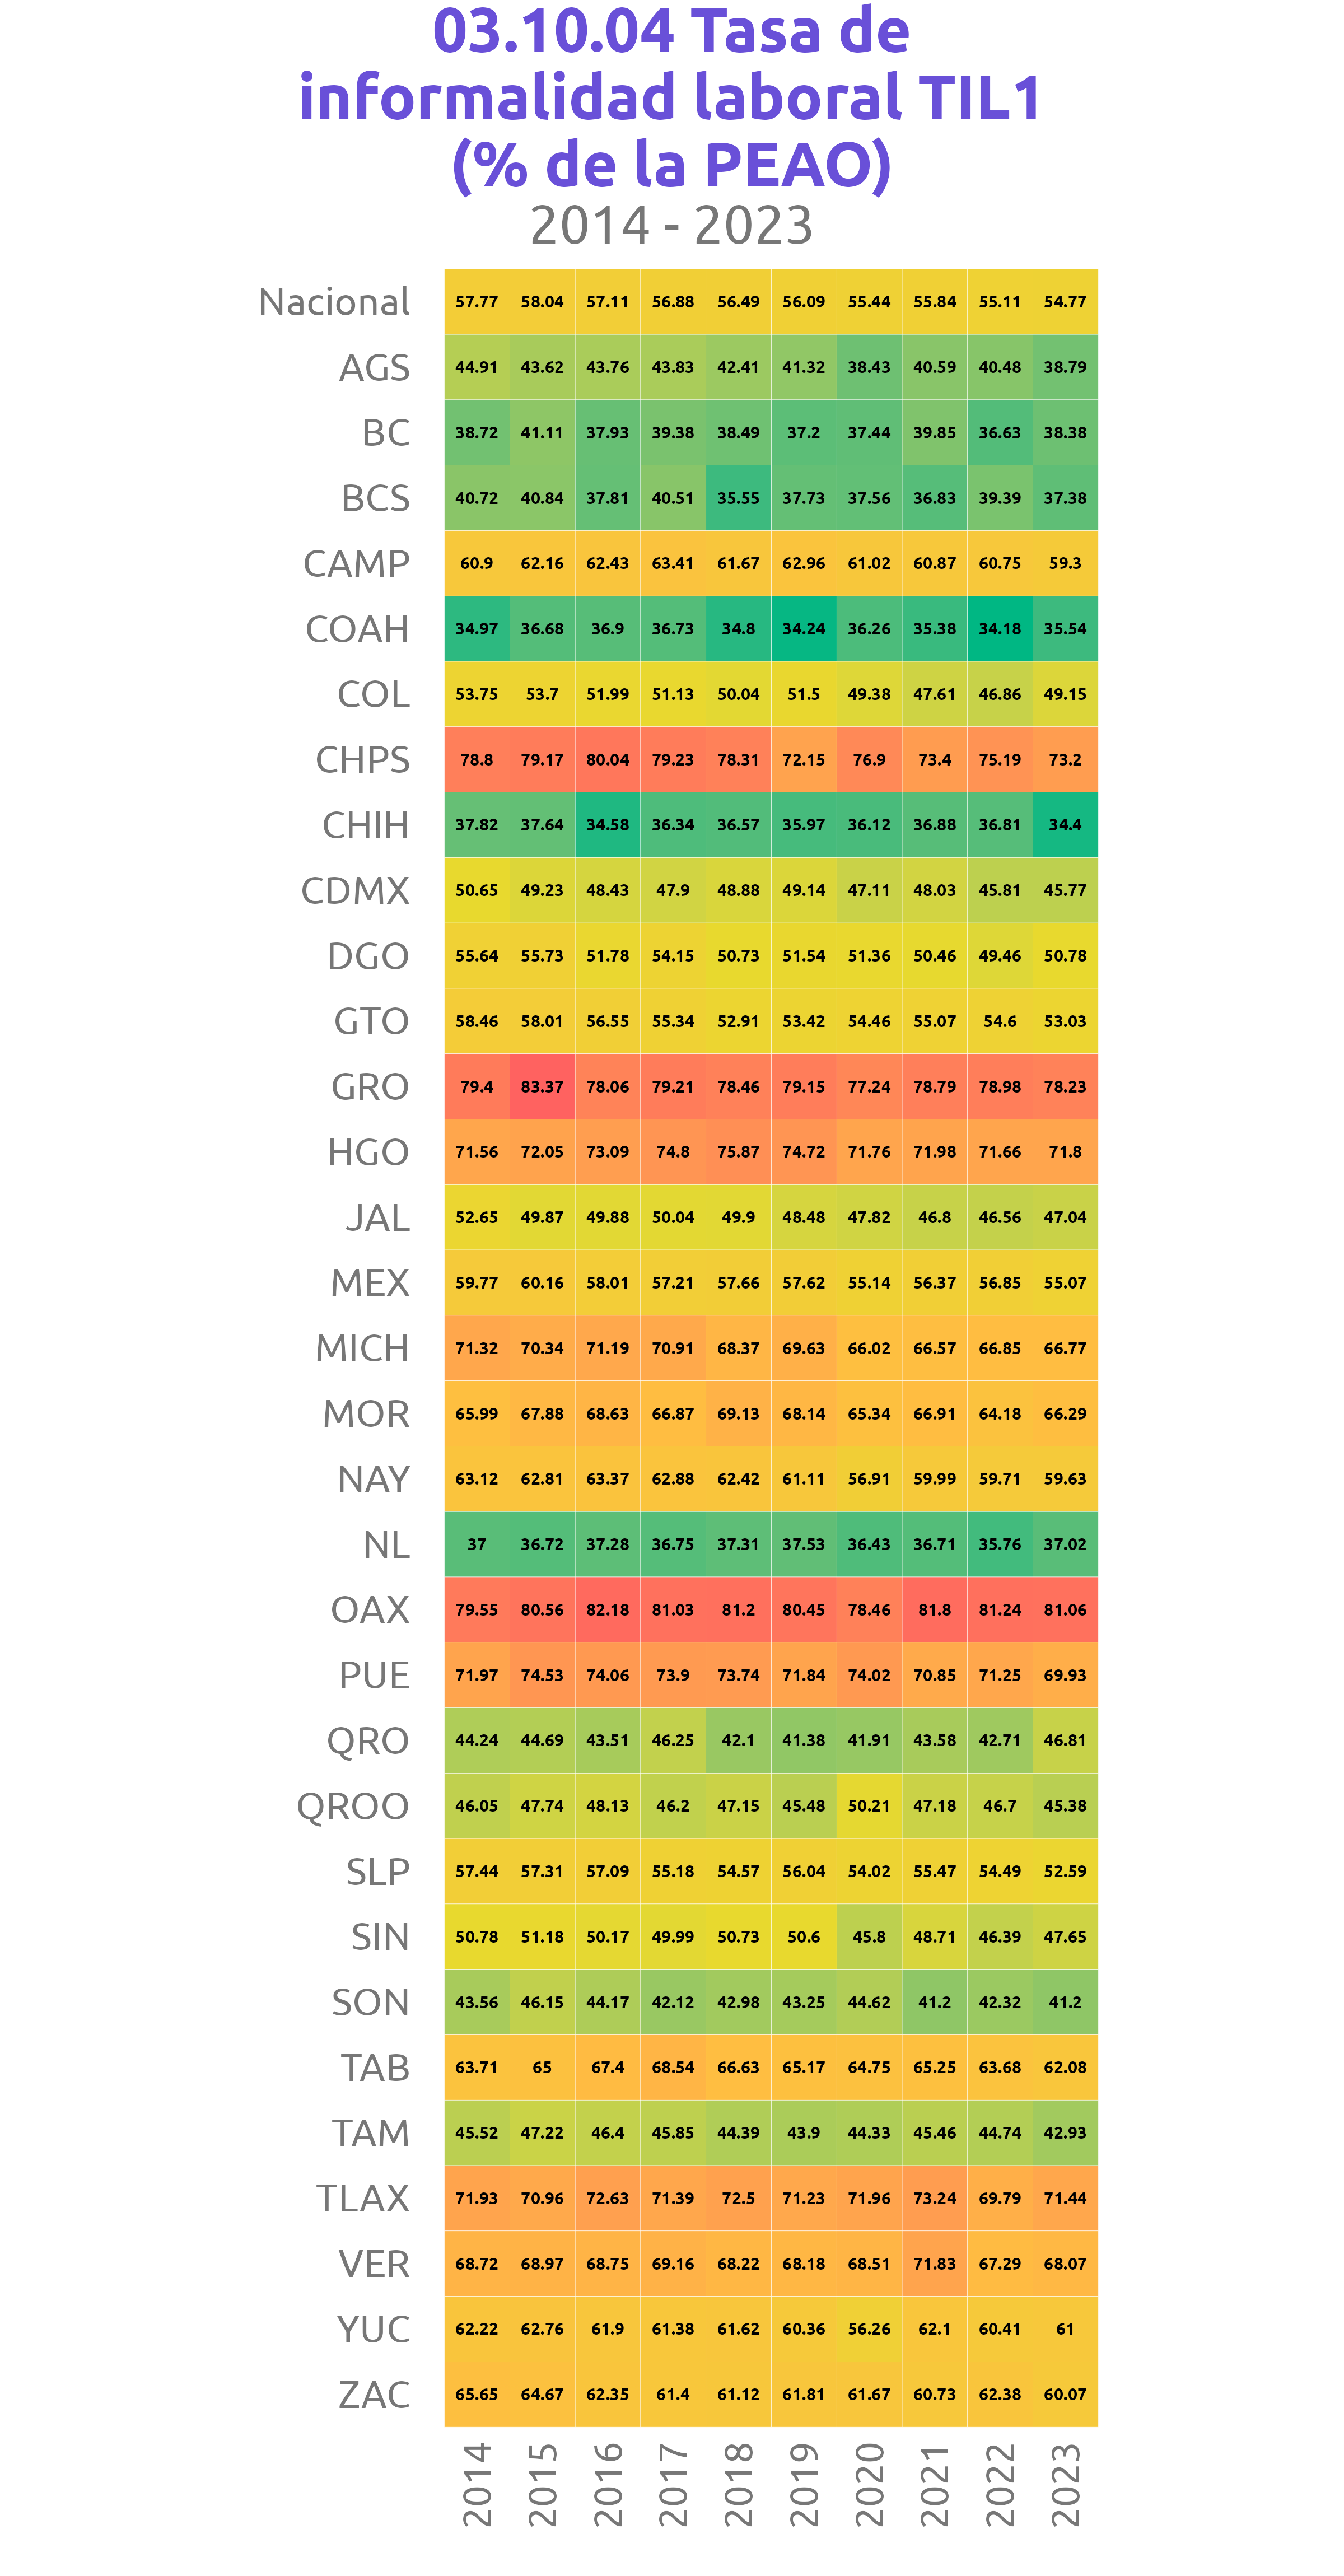 03.10.04 Tasa de
informalidad laboral TIL1
(% de la PEAO)
2014 - 2023
Nacional 57.77 58.04 57.11 56.88 56.49 56.09 55.44 55.84 55.11 54.77
AGS 44.91 43.62 43.76 43.83 42.41 41.32 38.43 40.59 40.48 38.79
BC 38.72 41.11 37.93 39.38 38.49 37.2 37.44 39.85 36.63 38.38
BCS 40.72 40.84 37.81 40.51 35.55 37.73 37.56 36.83 39.39 37.38
CAMP 60.9 62.16 62.43 63.41 61.67 62.96 61.02 60.87 60.75 59.3
COAH 34.97 36.68 36.9 36.73 34.8 34.24 36.26 35.38 34.18 35.54
COL 53.75 53.7 51.99 51.13 50.04 51.5 49.38 47.61 46.86 49.15
CHPS 78.8 79.17 80.04 79.23 78.31 72.15 76.9 73.4 75.19 73.2
CHIH 37.82 37.64 34.58 36.34 36.57 35.97 36.12 36.88 36.81 34.4
CDMX 50.65 49.23 48.43 47.9 48.88 49.14 47.11 48.03 45.81 45.77
DGO 55.64 55.73 51.78 54.15 50.73 51.54 51.36 50.46 49.46 50.78
GTO 58.46 58.01 56.55 55.34 52.91 53.42 54.46 55.07 54.6 53.03
GRO 79.4 83.37 78.06 79.21 78.46 79.15 77.24 78.79 78.98 78.23
HGO 71.56 72.05 73.09 74.8 75.87 74.72 71.76 71.98 71.66 71.8
JAL 52.65 49.87 49.88 50.04 49.9 48.48 47.82 46.8 46.56 47.04
MEX 59.77 60.16 58.01 57.21 57.66 57.62 55.14 56.37 56.85 55.07
MICH 71.32 70.34 71.19 70.91 68.37 69.63 66.02 66.57 66.85 66.77
MOR 65.99 67.88 68.63 66.87 69.13 68.14 65.34 66.91 64.18 66.29
NAY 63.12 62.81 63.37 62.88 62.42 61.11 56.91 59.99 59.71 59.63
NL 37 36.72 37.28 36.75 37.31 37.53 36.43 36.71 35.76 37.02
OAX 79.55 80.56 82.18 81.03 81.2 80.45 78.46 81.8 81.24 81.06
PUE 71.97 74.53 74.06 73.9 73.74 71.84 74.02 70.85 71.25 69.93
QRO 44.24 44.69 43.51 46.25 42.1 41.38 41.91 43.58 42.71 46.81
QROO 46.05 47.74 48.13 46.2 47.15 45.48 50.21 47.18 46.7 45.38
SLP 57.44 57.31 57.09 55.18 54.57 56.04 54.02 55.47 54.49 52.59
SIN 50.78 51.18 50.17 49.99 50.73 50.6 45.8 48.71 46.39 47.65
SON 43.56 46.15 44.17 42.12 42.98 43.25 44.62 41.2 42.32 41.2
TAB 63.71 65 67.4 68.54 66.63 65.17 64.75 65.25 63.68 62.08
TAM 45.52 47.22 46.4 45.85 44.39 43.9 44.33 45.46 44.74 42.93
TLAX 71.93 70.96 72.63 71.39 72.5 71.23 71.96 73.24 69.79 71.44
VER 68.72 68.97 68.75 69.16 68.22 68.18 68.51 71.83 67.29 68.07
YUC 62.22 62.76 61.9 61.38 61.62 60.36 56.26 62.1 60.41 61
ZAC 65.65 64.67 62.35 61.4 61.12 61.81 61.67 60.73 62.38 60.07
2014 2015 2016 2017 2018 2019 2020 2021 2022 2023